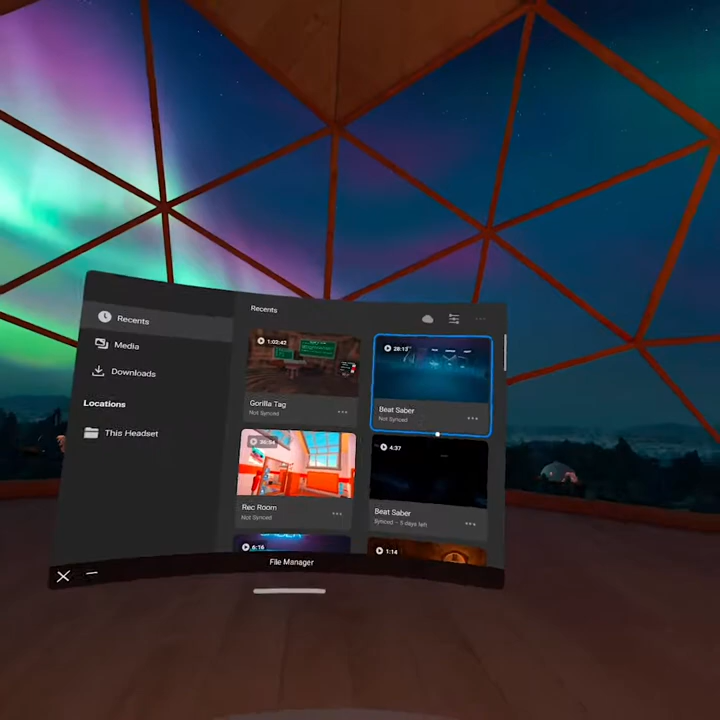 Recents
Media
Downloads
Locations
This Headset
Recents
1:02:42
Gorilla Tag
Not Synced
28:13
Beat Saber
Not Synced
Rec Room
Not Synced
4:37
Beat Saber
Synced – 5 days left
6:16
1:14
File Manager